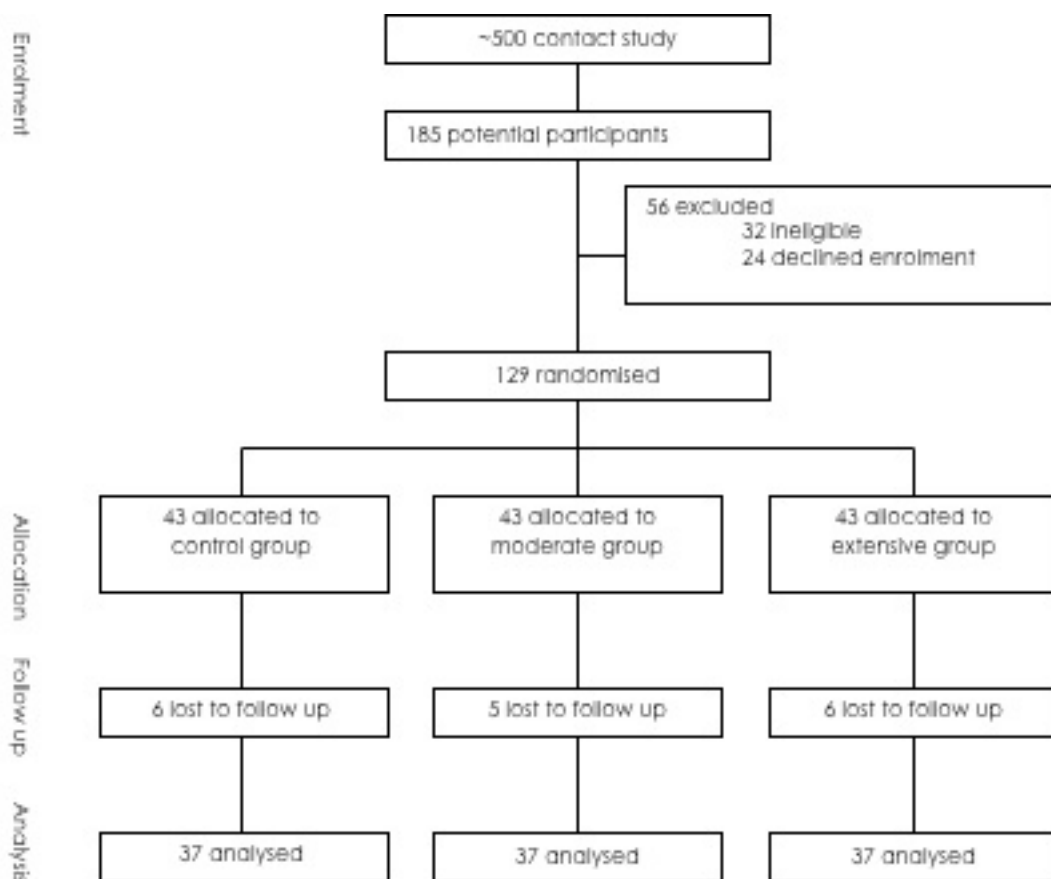 Enrolment
~500 contact study
185 potential participants
56 excluded
32 ineligible
24 declined enrolment
129 randomised
Allocation
43 allocated to
control group
43 allocated to
moderate group
43 allocated to
extensive group
Follow up
6 lost to follow up
5 lost to follow up
6 lost to follow up
Analysis
37 analysed
37 analysed
37 analysed